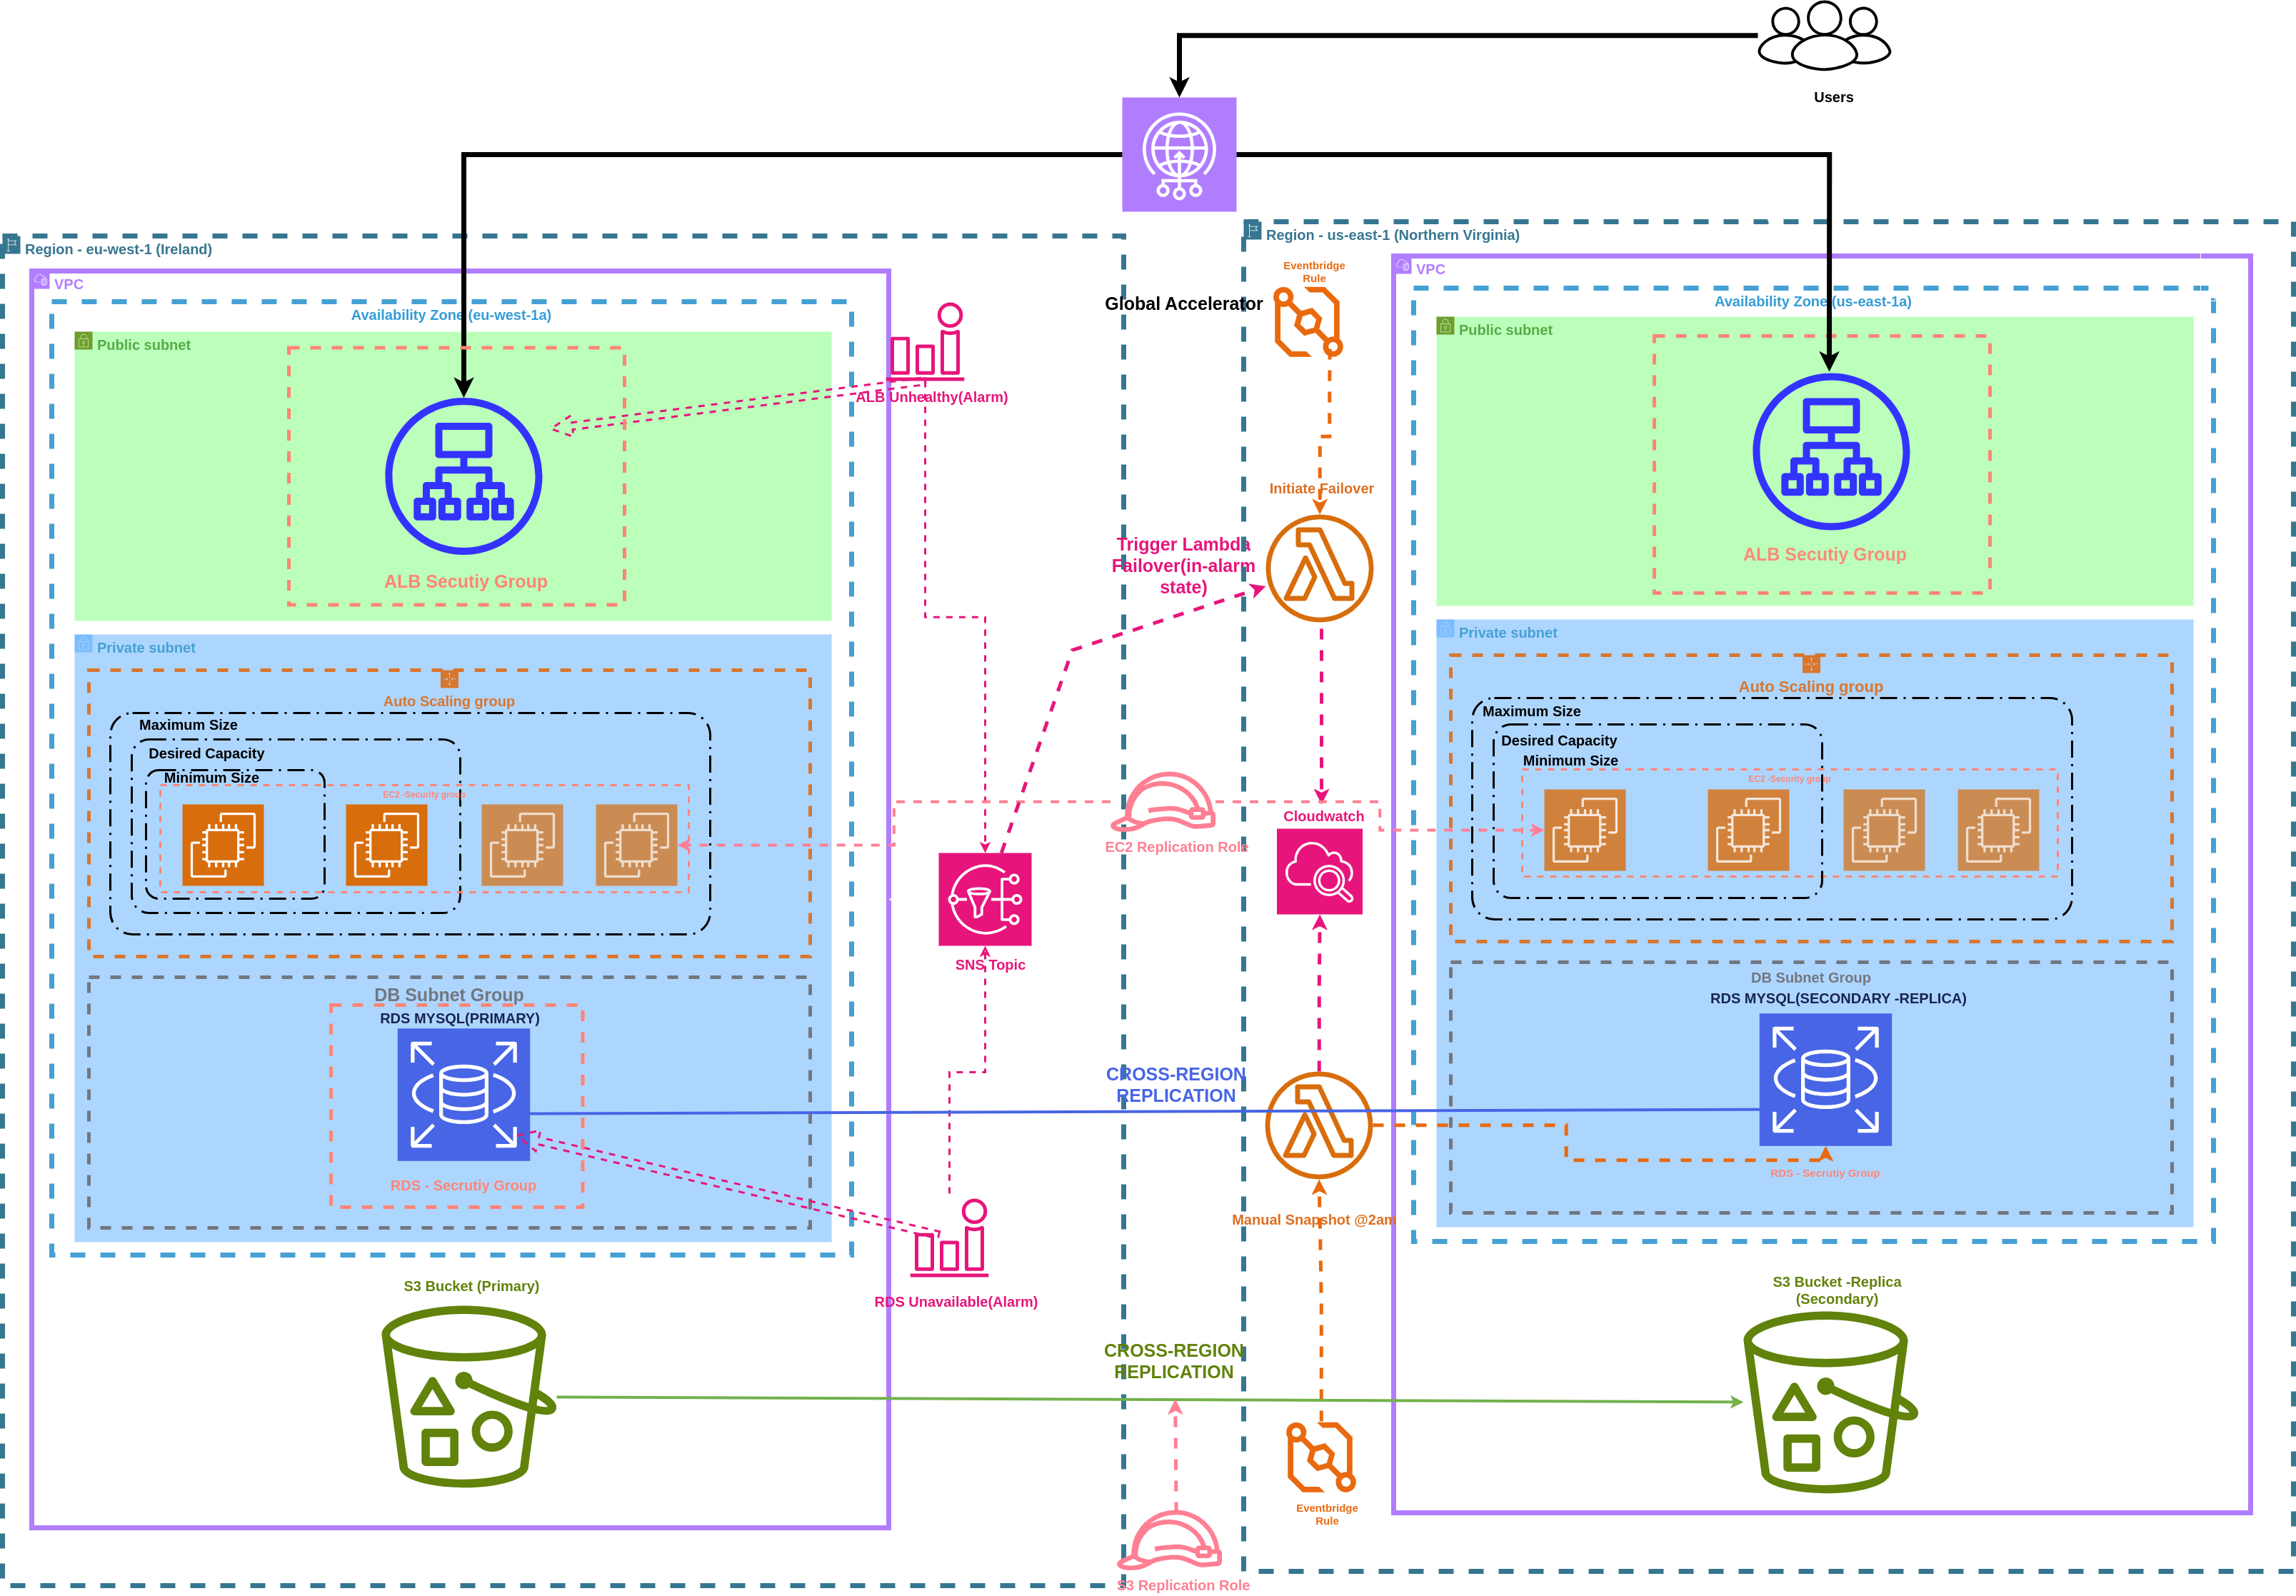 Users
Region - eu-west-1 (Ireland)
VPC
Availability Zone (eu-west-1a)
Public subnet
ALB Secutiy Group
Private subnet
Auto Scaling group
Maximum Size
Desired Capacity
Minimum Size
EC2 -Security group
DB Subnet Group
RDS MYSQL(PRIMARY)
RDS - Secrutiy Group
S3 Bucket (Primary)
ALB Unhealthy(Alarm)
SNS Topic
RDS Unavailable(Alarm)
Global Accelerator
Trigger Lambda
Failover(in-alarm
state)
EC2 Replication Role
CROSS-REGION
REPLICATION
CROSS-REGION
REPLICATION
S3 Replication Role
Region - us-east-1 (Northern Virginia)
Eventbridge
Rule
Initiate Failover
Cloudwatch
Manual Snapshot @2am
Eventbridge
Rule
VPC
Availability Zone (us-east-1a)
Public subnet
ALB Secutiy Group
Private subnet
Auto Scaling group
Maximum Size
Desired Capacity
Minimum Size
EC2 -Security group
DB Subnet Group
RDS MYSQL(SECONDARY -REPLICA)
RDS - Secrutiy Group
S3 Bucket -Replica
(Secondary)